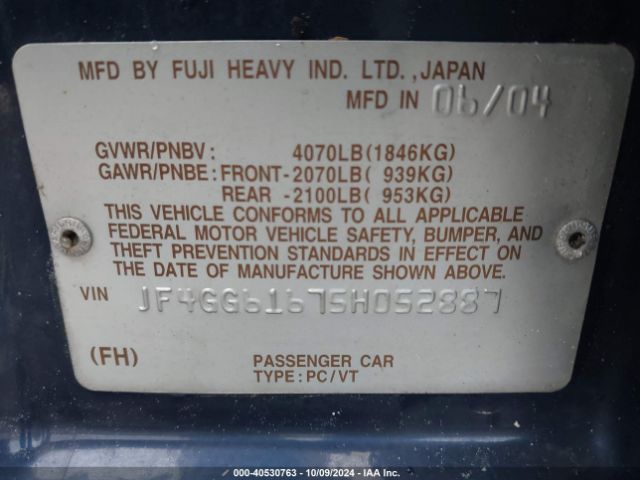 MFD BY FUJI HEAVY IND. LTD., JAPAN
MFD IN 06/04
GVWR/PNBV: 4070LB(1846KG)
GAWR/PNBE: FRONT-2070LB( 939KG)
REAR -2100LB( 953KG)
THIS VEHICLE CONFORMS TO ALL APPLICABLE
FEDERAL MOTOR VEHICLE SAFETY, BUMPER, AND
THEFT PREVENTION STANDARDS IN EFFECT ON
THE DATE OF MANUFACTURE SHOWN ABOVE.
VIN JF4GG61675H052887
(FH) PASSENGER CAR
TYPE:PC/VT
000-40530763 - 10/09/2024 - IAA Inc.